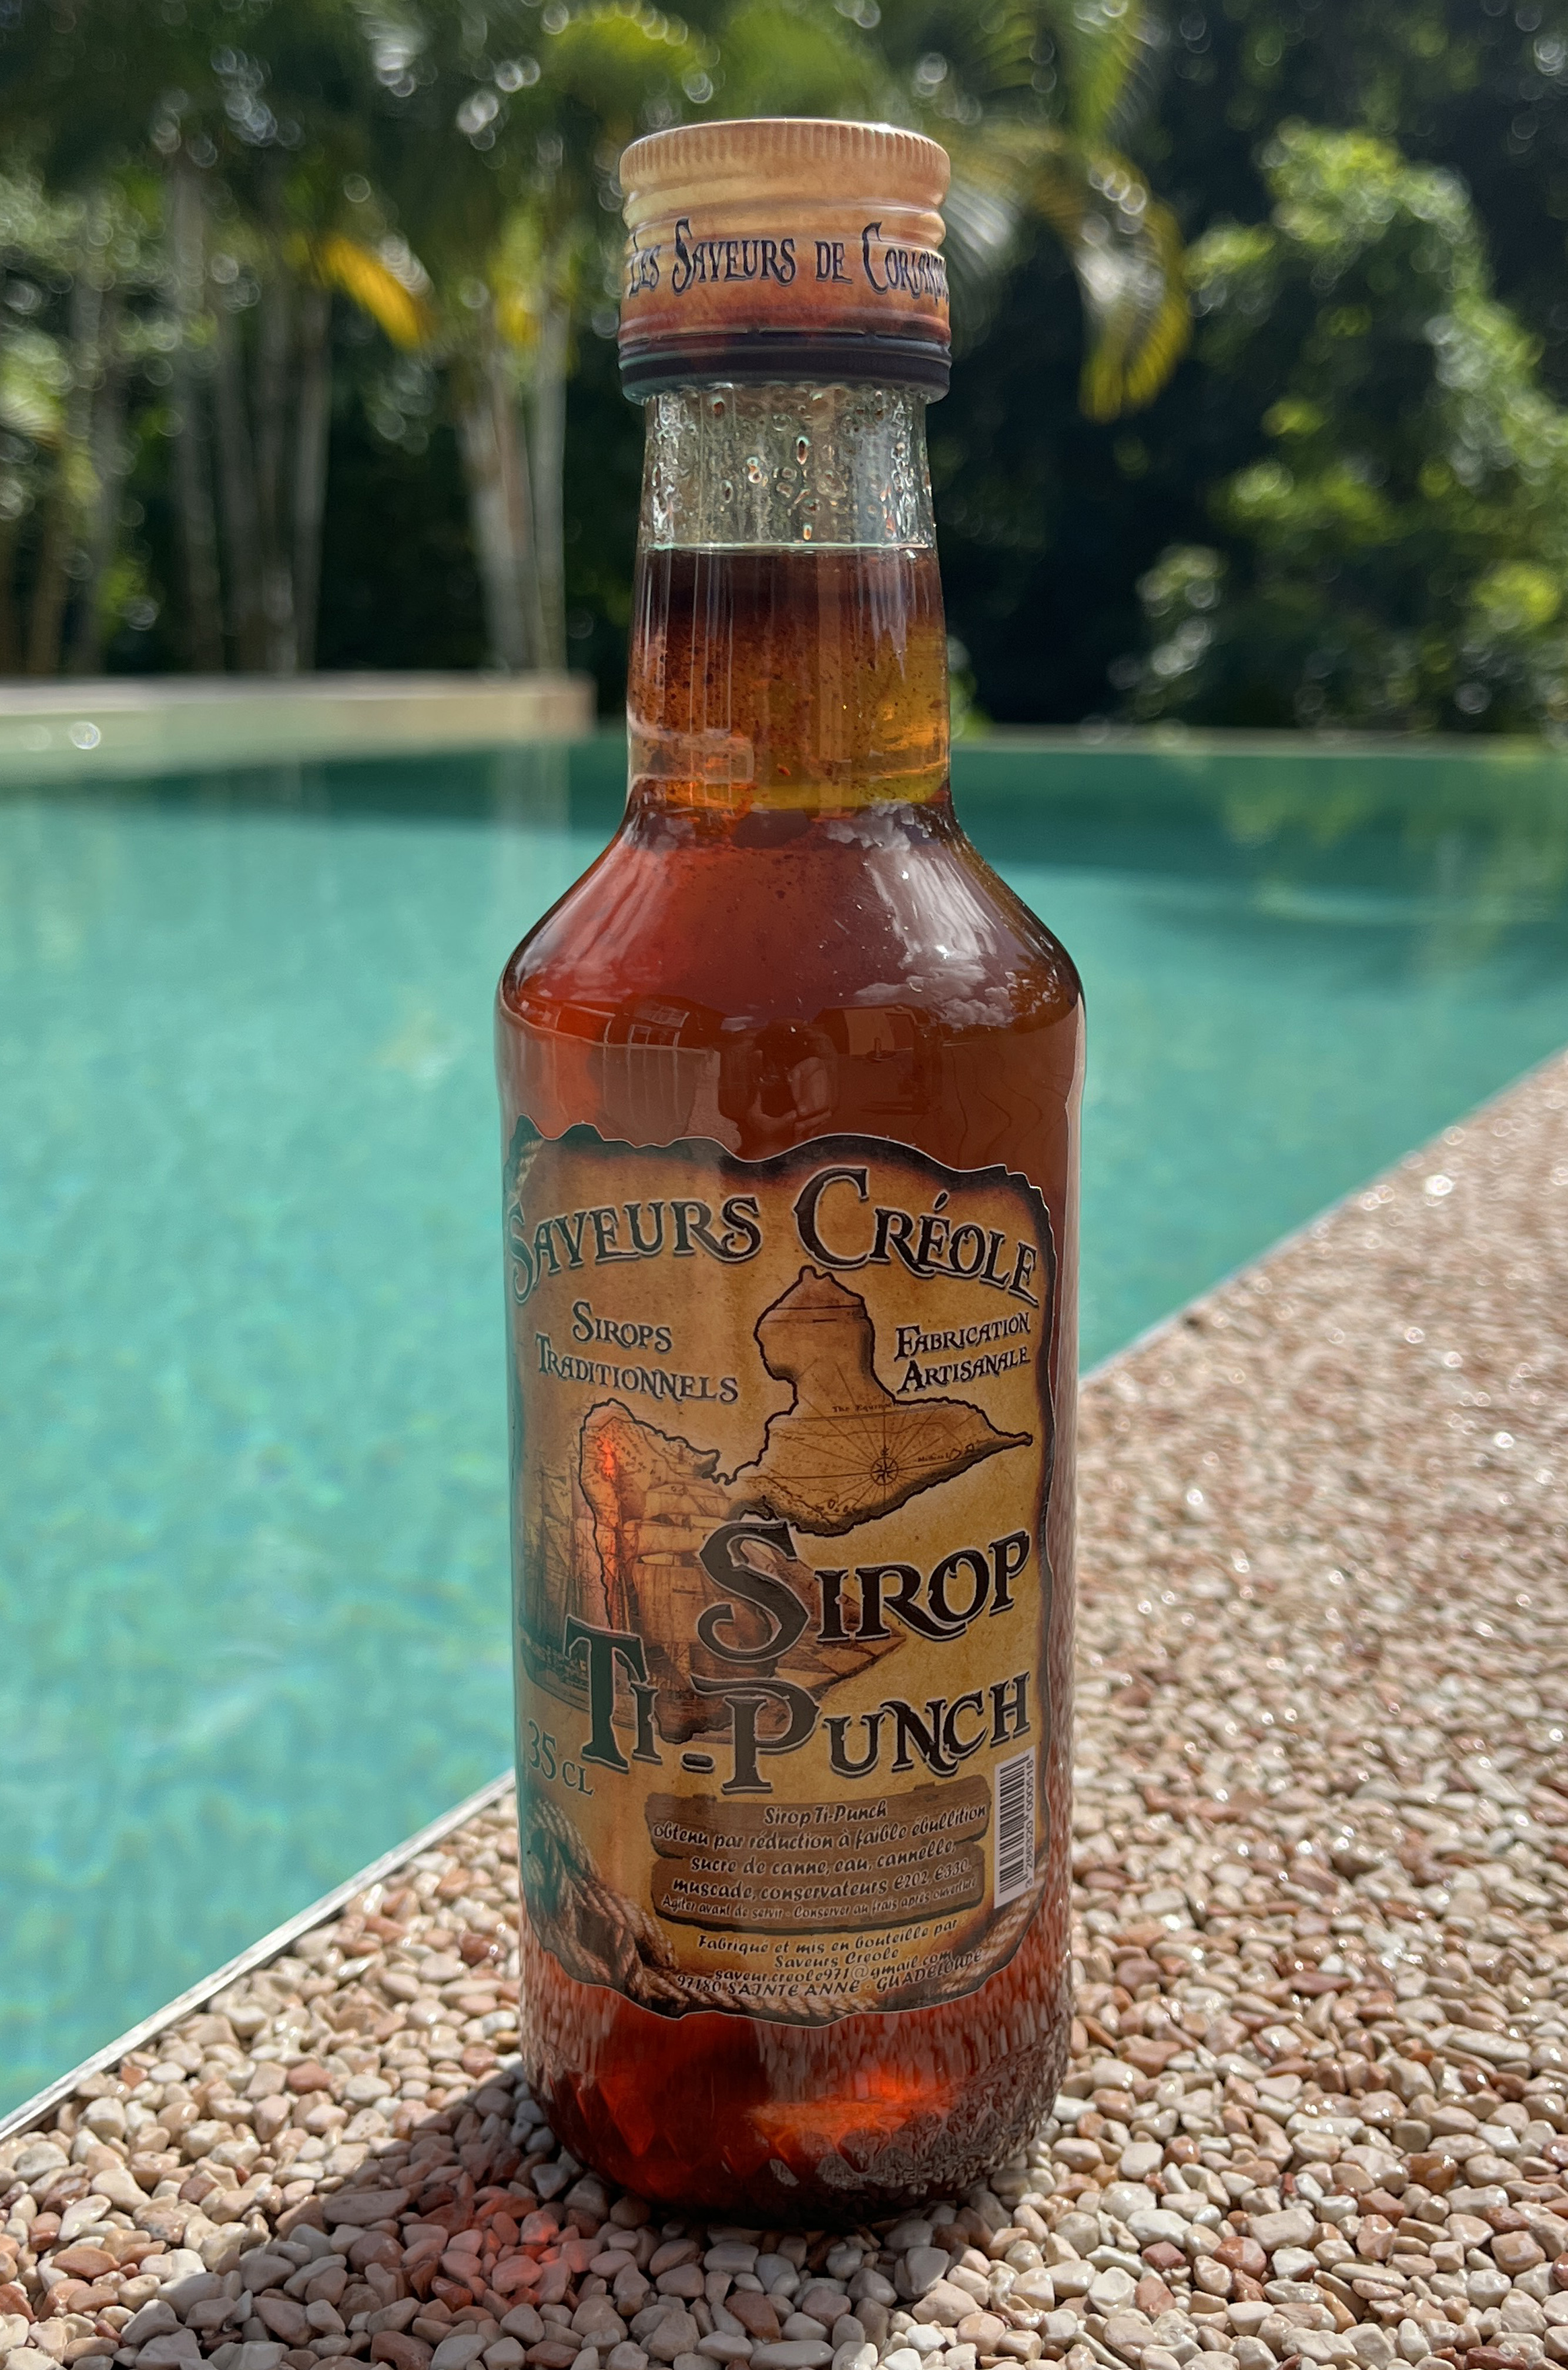 Les Saveurs de
Saveurs Créole
Sirops
Traditionnels
Fabrication
Artisanale
Sirop
Ti-Punch
35 cl
Sirop Ti-Punch
obtenu par réduction à faible ébullition
sucre de canne, eau, cannelle,
muscade, conservateurs E202, E330.
Agiter avant de servir - Conserver au frais après ouverture
Fabriqué et mis en bouteille par
Saveurs Créole
saveur.creole971@gmail.com
97180 SAINTE ANNE - GUADELOUPE